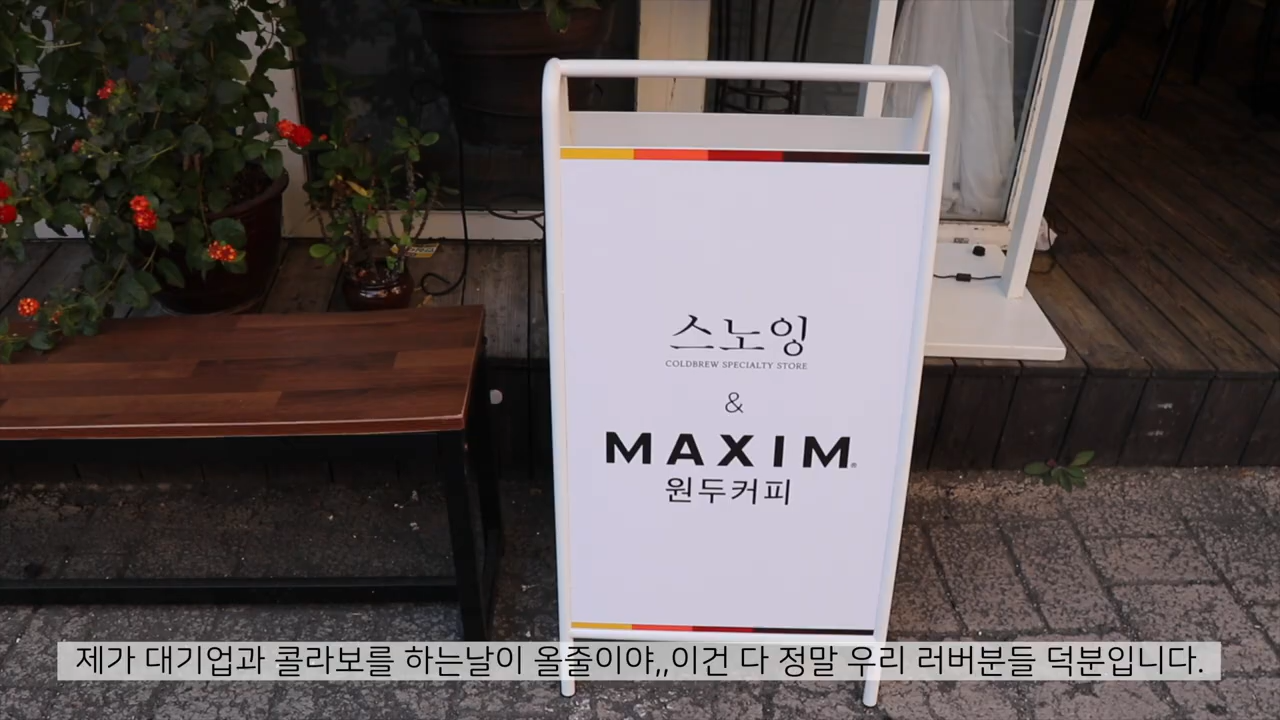 스노잉
COLDBREW SPECIALTY STORE
&
MAXIM®
원두커피
제가 대기업과 콜라보를 하는날이 올줄이야,,이건 다 정말 우리 러버분들 덕분입니다.